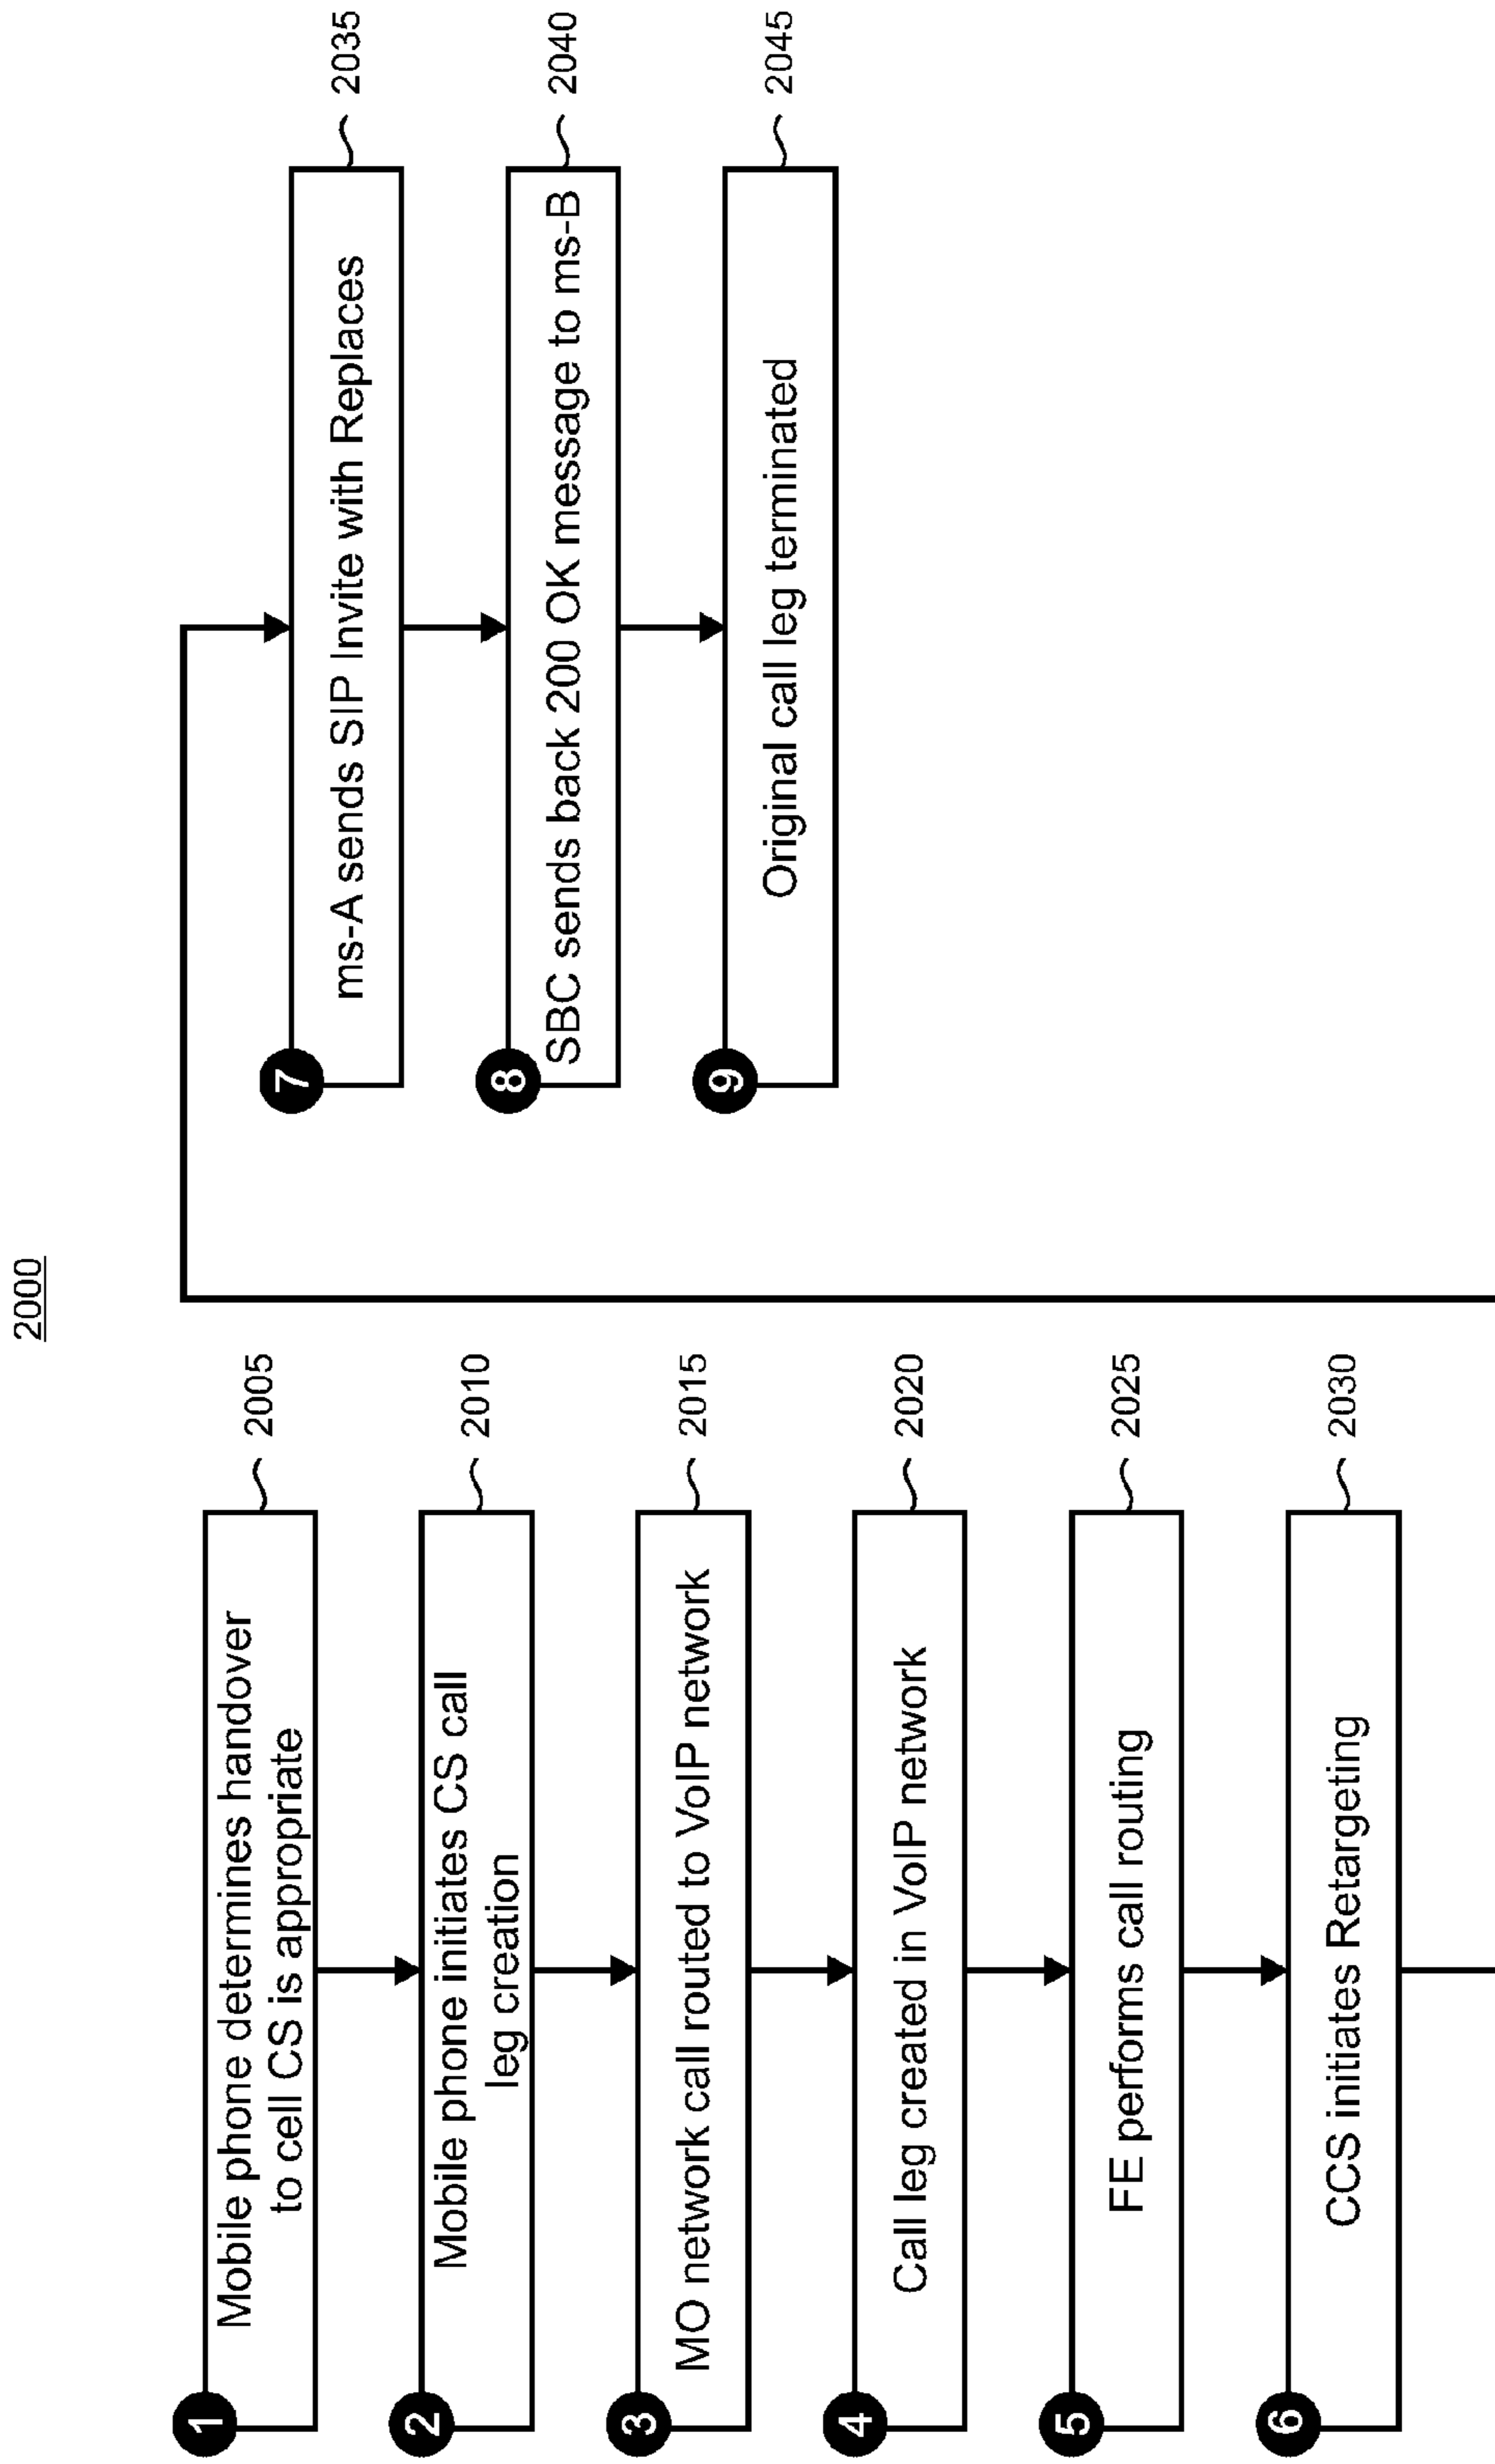 2000
1
Mobile phone determines handover
to cell CS is appropriate
2005
2
Mobile phone initiates CS call
leg creation
2010
3
MO network call routed to VoIP network
2015
4
Call leg created in VoIP network
2020
5
FE performs call routing
2025
6
CCS initiates Retargeting
2030
7
ms-A sends SIP Invite with Replaces
2035
8
SBC sends back 200 OK message to ms-B
2040
9
Original call leg terminated
2045